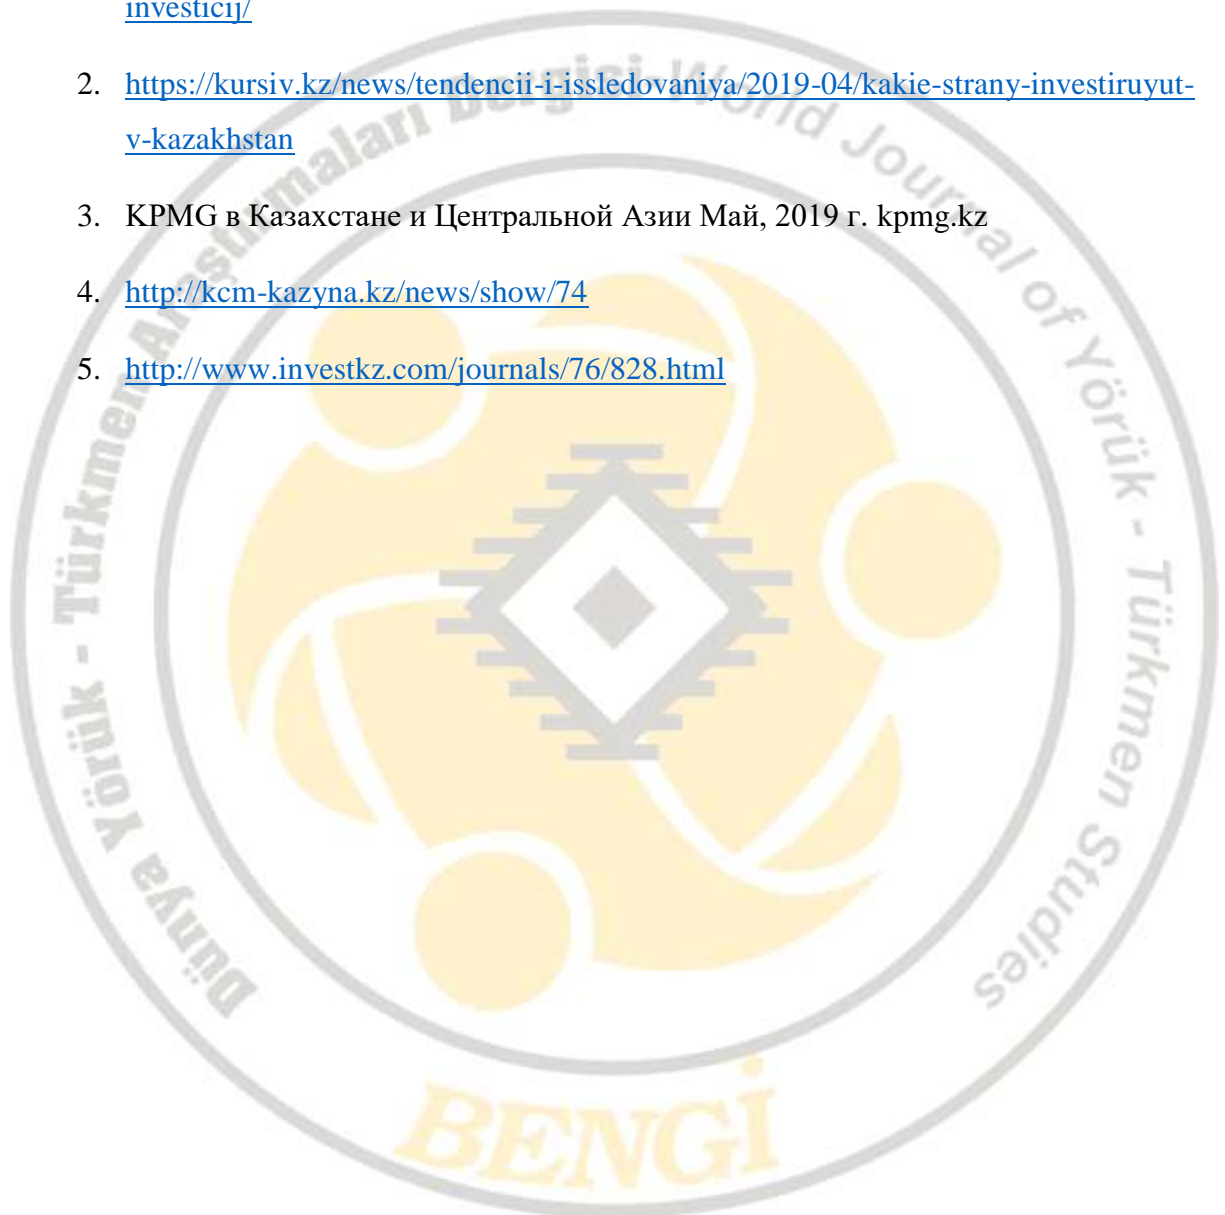 investicij/
2. https://kursiv.kz/news/tendencii-i-issledovaniya/2019-04/kakie-strany-investiruyut-
v-kazakhstan
3. KPMG в Казахстане и Центральной Азии Май, 2019 г. kpmg.kz
4. http://kcm-kazyna.kz/news/show/74
5. http://www.investkz.com/journals/76/828.html
Dünya Yörük - Türkmen Araştırmaları Dergisi-World Journal of Yörük - Türkmen Studies
BENGİ